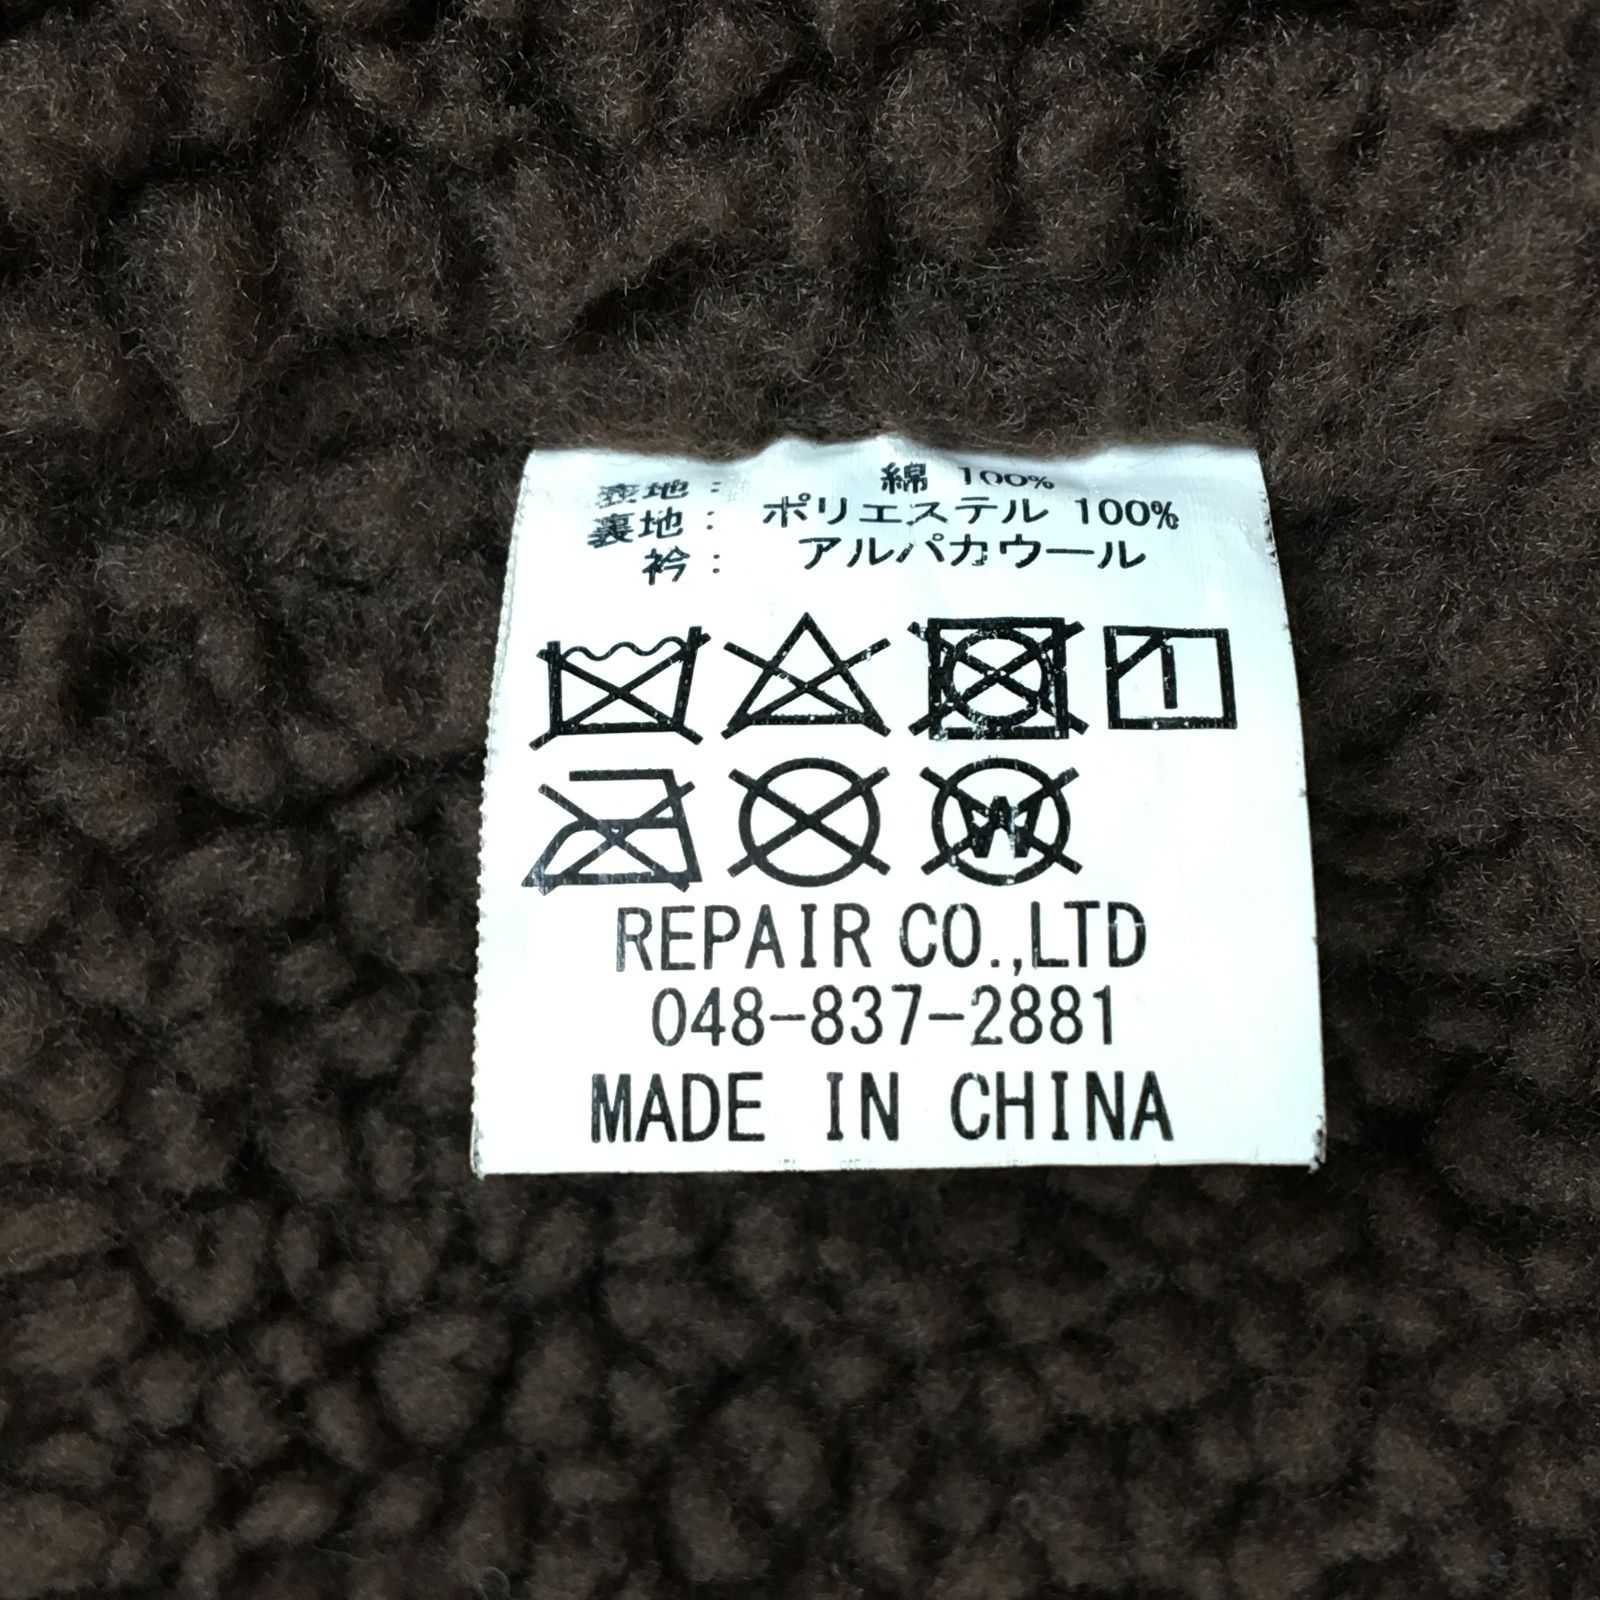 表地： 綿 100%
裏地： ポリエステル 100%
衿： アルパカウール
REPAIR CO.,LTD
048-837-2881
MADE IN CHINA